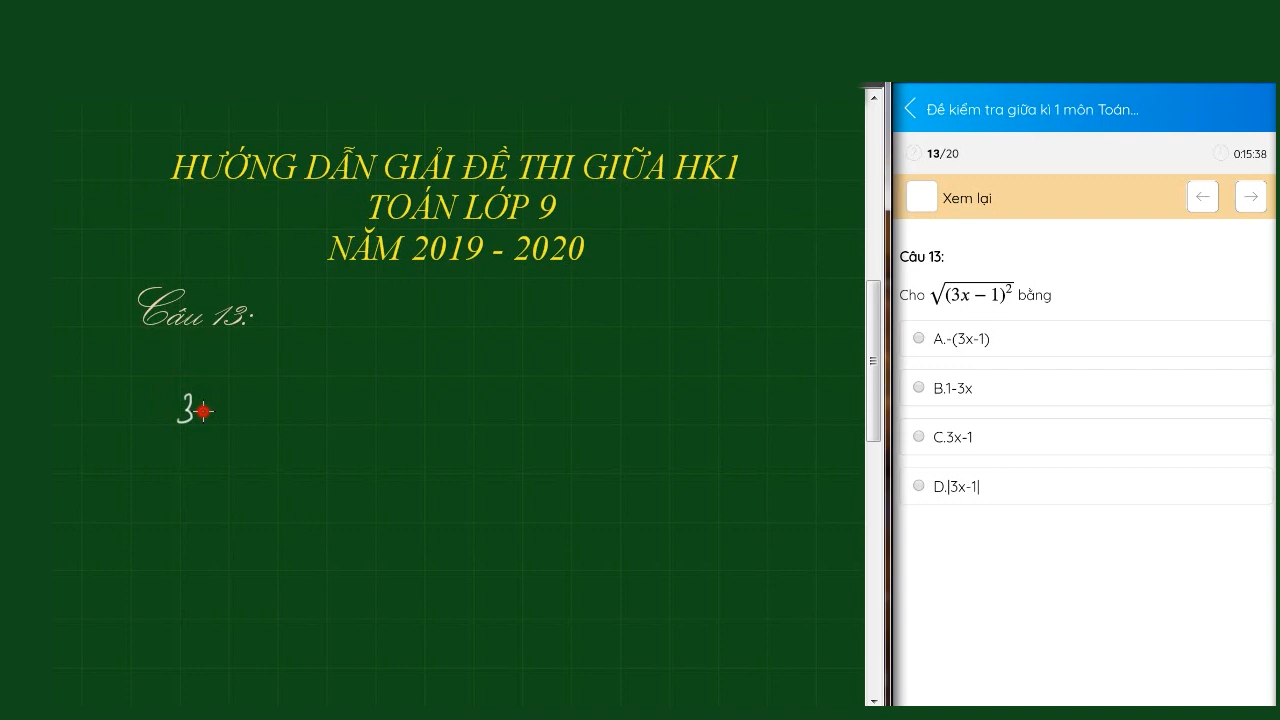 HƯỚNG DẪN GIẢI ĐỀ THI GIỮA HK1
TOÁN LỚP 9
NĂM 2019 - 2020
Câu 13:
3
Đề kiểm tra giữa kì 1 môn Toán...
13/20
0:15:38
Xem lại
Câu 13:
Cho √(3x − 1)² bằng
A.-(3x-1)
B.1-3x
C.3x-1
D.|3x-1|